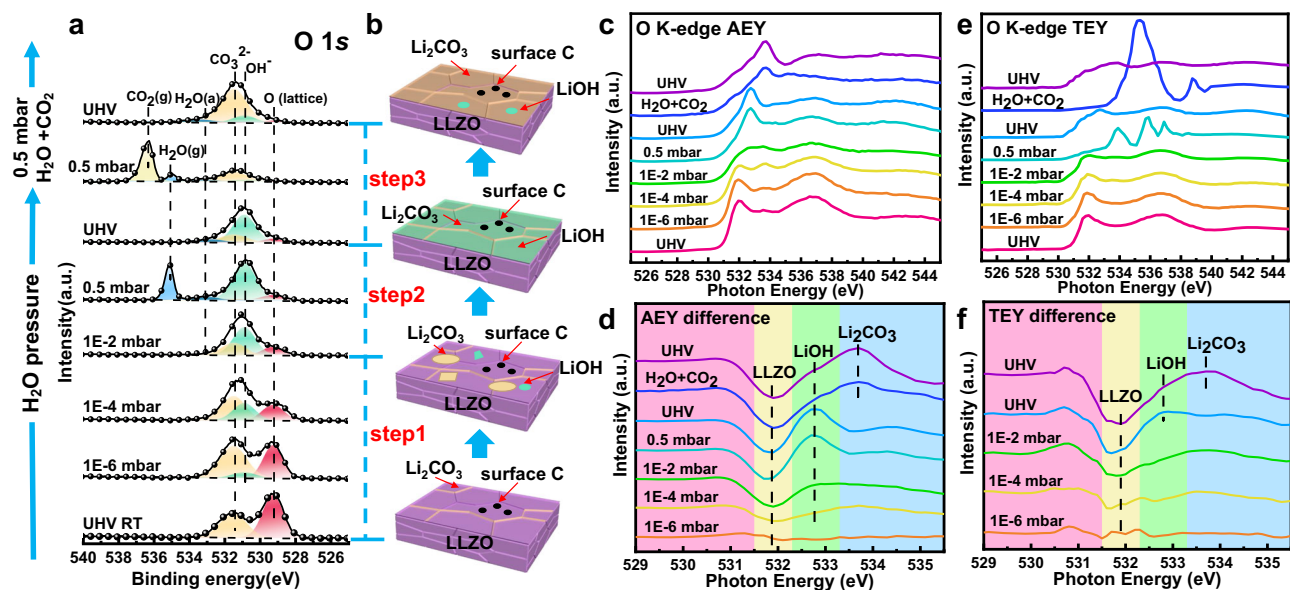 0.5 mbar
H₂O +CO₂
H₂O pressure
a
O 1s
CO₃²⁻
OH⁻
CO₂(g)
H₂O(a)
O (lattice)
UHV
H₂O(g)
0.5 mbar
UHV
0.5 mbar
1E-2 mbar
1E-4 mbar
1E-6 mbar
UHV RT
Intensity(a.u.)
540 538 536 534 532 530 528 526
Binding energy(eV)
step3
step2
step1
b
Li₂CO₃
surface C
LiOH
LLZO
surface C
Li₂CO₃
LiOH
LLZO
Li₂CO₃
surface C
LiOH
LLZO
Li₂CO₃
surface C
LLZO
c
O K-edge AEY
UHV
H₂O+CO₂
UHV
0.5 mbar
1E-2 mbar
1E-4 mbar
1E-6 mbar
UHV
Intensity (a.u.)
526 528 530 532 534 536 538 540 542 544
Photon Energy (eV)
d
AEY difference
Li₂CO₃
UHV
LLZO
LiOH
H₂O+CO₂
UHV
0.5 mbar
1E-2 mbar
1E-4 mbar
1E-6 mbar
Intensity (a.u.)
529 530 531 532 533 534 535
Photon Energy (eV)
e
O K-edge TEY
UHV
H₂O+CO₂
UHV
0.5 mbar
1E-2 mbar
1E-4 mbar
1E-6 mbar
UHV
Intensity (a.u.)
526 528 530 532 534 536 538 540 542 544
Photon Energy (eV)
f
TEY difference
Li₂CO₃
LiOH
UHV
LLZO
UHV
1E-2 mbar
1E-4 mbar
1E-6 mbar
Intensity (a.u.)
529 530 531 532 533 534 535
Photon Energy (eV)